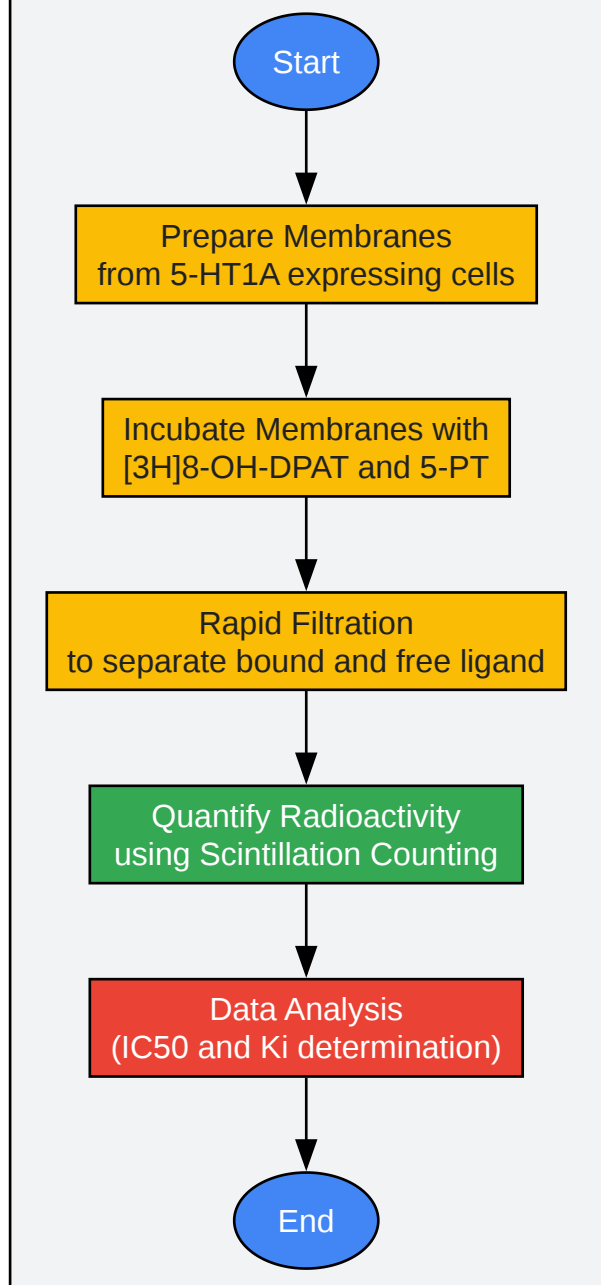 Start
Prepare Membranes
from 5-HT1A expressing cells
Incubate Membranes with
[3H]8-OH-DPAT and 5-PT
Rapid Filtration
to separate bound and free ligand
Quantify Radioactivity
using Scintillation Counting
Data Analysis
(IC50 and Ki determination)
End